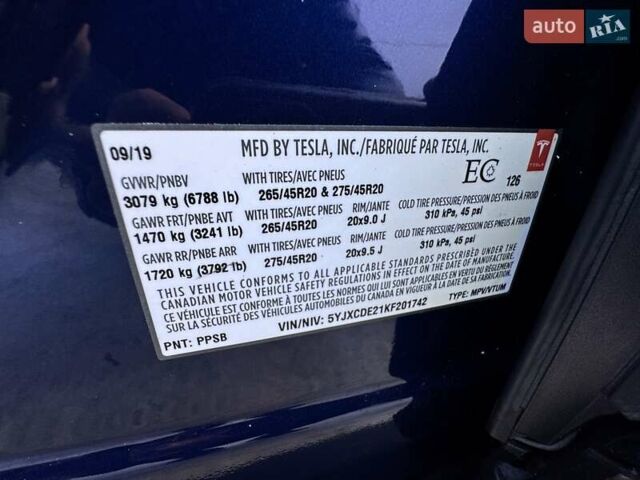 auto RIA.com
09/19 MFD BY TESLA, INC./FABRIQUÉ PAR TESLA, INC. TESLA
GVWR/PNBV WITH TIRES/AVEC PNEUS EC 126
3079 kg (6788 lb) 265/45R20 & 275/45R20
GAWR FRT/PNBE AVT WITH TIRES/AVEC PNEUS RIM/JANTE COLD TIRE PRESSURE/PRESSION DES PNEUS À FROID
1470 kg (3241 lb) 265/45R20 20x9.0 J 310 kPa, 45 psi
GAWR RR/PNBE ARR WITH TIRES/AVEC PNEUS RIM/JANTE COLD TIRE PRESSURE/PRESSION DES PNEUS À FROID
1720 kg (3792 lb) 275/45R20 20x9.5 J 310 kPa, 45 psi
THIS VEHICLE CONFORMS TO ALL APPLICABLE STANDARDS PRESCRIBED UNDER THE
CANADIAN MOTOR VEHICLE SAFETY REGULATIONS IN EFFECT ON THE DATE OF MANUFACTURE
CE VÉHICULE EST CONFORME À TOUTES LES NORMES QUI LUI SONT APPLICABLES EN VERTU DU RÈGLEMENT
SUR LA SÉCURITÉ DES VÉHICULES AUTOMOBILES DU CANADA EN VIGUEUR À LA DATE DE SA FABRICATION
VIN/NIV: 5YJXCDE21KF201742 TYPE: MPV/VTUM
PNT: PPSB